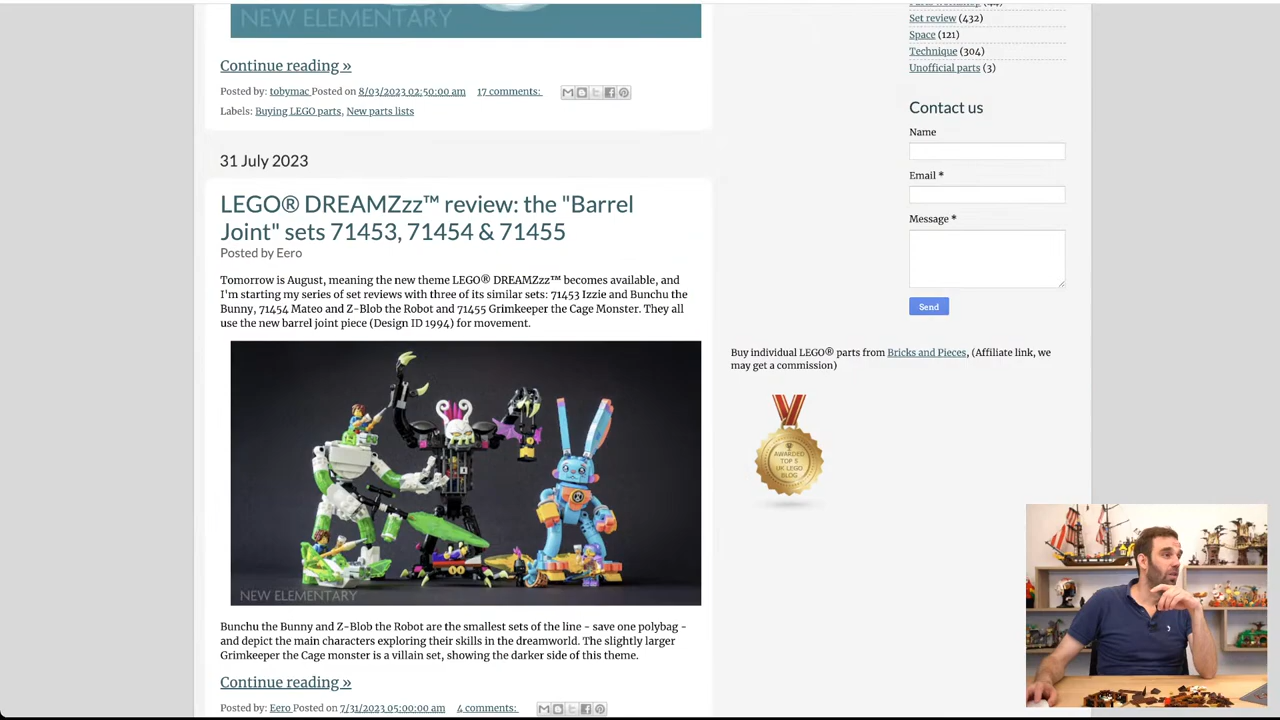 NEW ELEMENTARY
Continue reading »
Posted by: tobymac Posted on 8/03/2023 02:50:00 am 17 comments:
Labels: Buying LEGO parts, New parts lists
31 July 2023
LEGO® DREAMZzz™ review: the "Barrel
Joint" sets 71453, 71454 & 71455
Posted by Eero
Tomorrow is August, meaning the new theme LEGO® DREAMZzz™ becomes available, and
I'm starting my series of set reviews with three of its similar sets: 71453 Izzie and Bunchu the
Bunny, 71454 Mateo and Z-Blob the Robot and 71455 Grimkeeper the Cage Monster. They all
use the new barrel joint piece (Design ID 1994) for movement.
NEW ELEMENTARY
Bunchu the Bunny and Z-Blob the Robot are the smallest sets of the line - save one polybag -
and depict the main characters exploring their skills in the dreamworld. The slightly larger
Grimkeeper the Cage monster is a villain set, showing the darker side of this theme.
Continue reading »
Posted by: Eero Posted on 7/31/2023 05:00:00 am 4 comments:
Set review (432)
Space (121)
Technique (304)
Unofficial parts (3)
Contact us
Name
Email *
Message *
Send
Buy individual LEGO® parts from Bricks and Pieces, (Affiliate link, we
may get a commission)
AWARDED
TOP 5
UK LEGO
BLOG